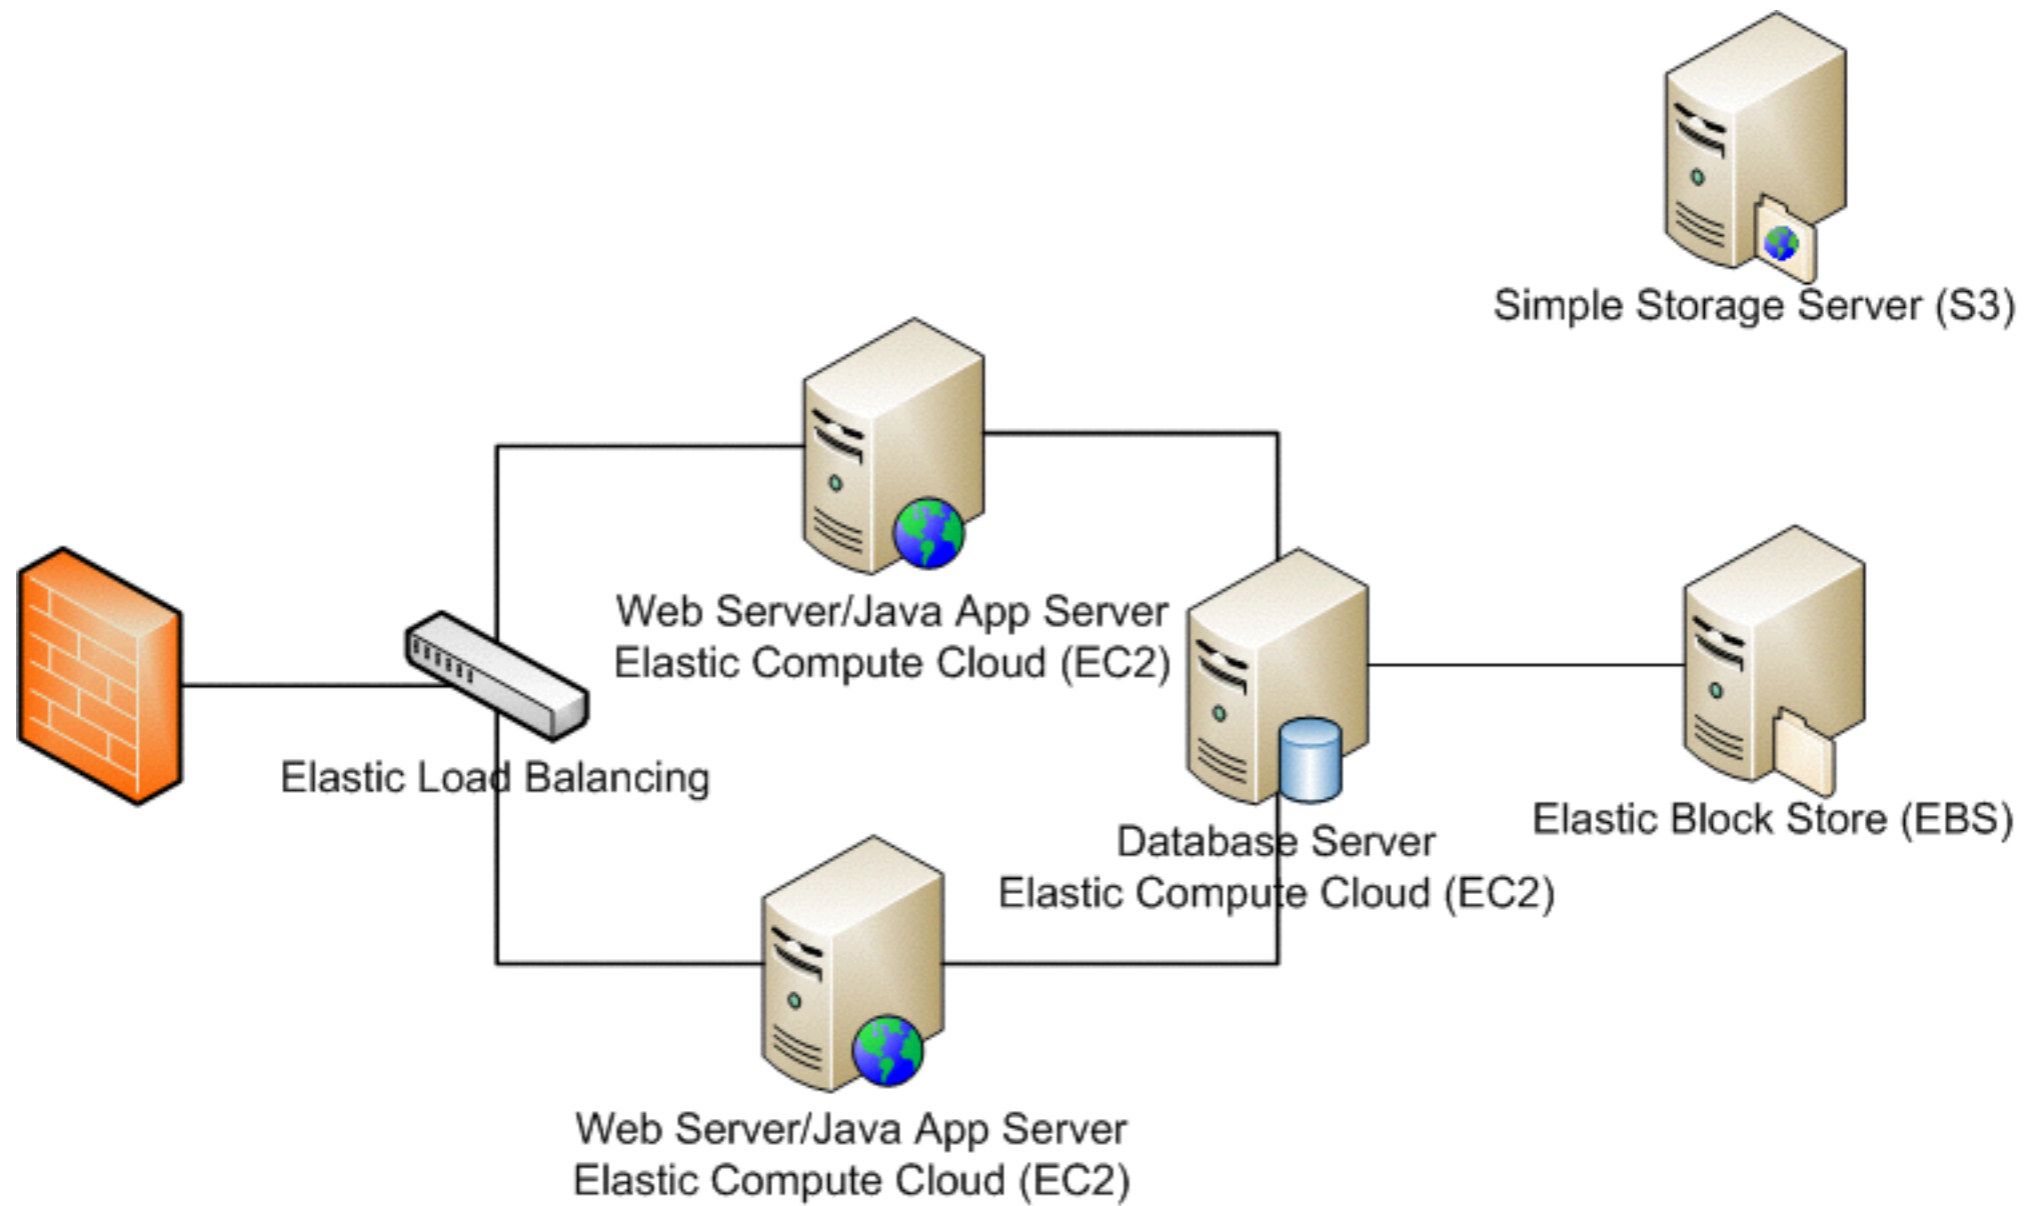 Simple Storage Server (S3)
Web Server/Java App Server
Elastic Compute Cloud (EC2)
Elastic Load Balancing
Database Server
Elastic Compute Cloud (EC2)
Elastic Block Store (EBS)
Web Server/Java App Server
Elastic Compute Cloud (EC2)